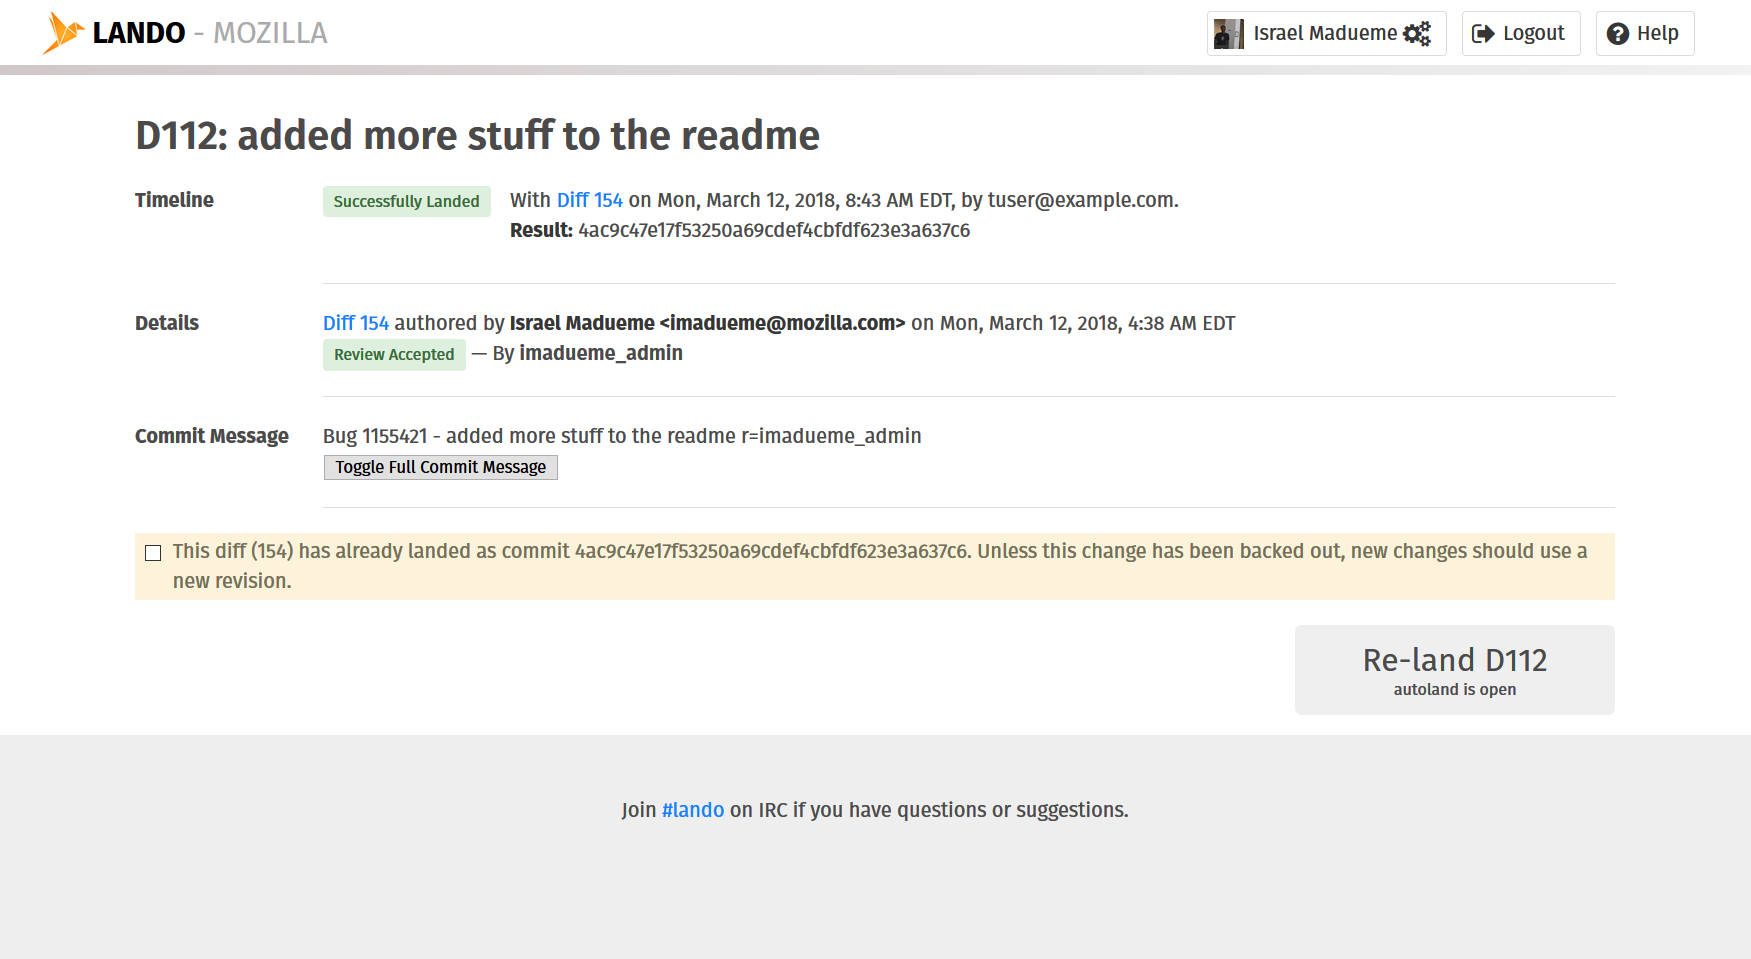 LANDO - MOZILLA
Israel Madueme
Logout
Help
D112: added more stuff to the readme
Timeline
Successfully Landed
With Diff 154 on Mon, March 12, 2018, 8:43 AM EDT, by tuser@example.com.
Result: 4ac9c47e17f53250a69cdef4cbfdf623e3a637c6
Details
Diff 154 authored by Israel Madueme <imadueme@mozilla.com> on Mon, March 12, 2018, 4:38 AM EDT
Review Accepted — By imadueme_admin
Commit Message
Bug 1155421 - added more stuff to the readme r=imadueme_admin
Toggle Full Commit Message
This diff (154) has already landed as commit 4ac9c47e17f53250a69cdef4cbfdf623e3a637c6. Unless this change has been backed out, new changes should use a
new revision.
Re-land D112
autoland is open
Join #lando on IRC if you have questions or suggestions.